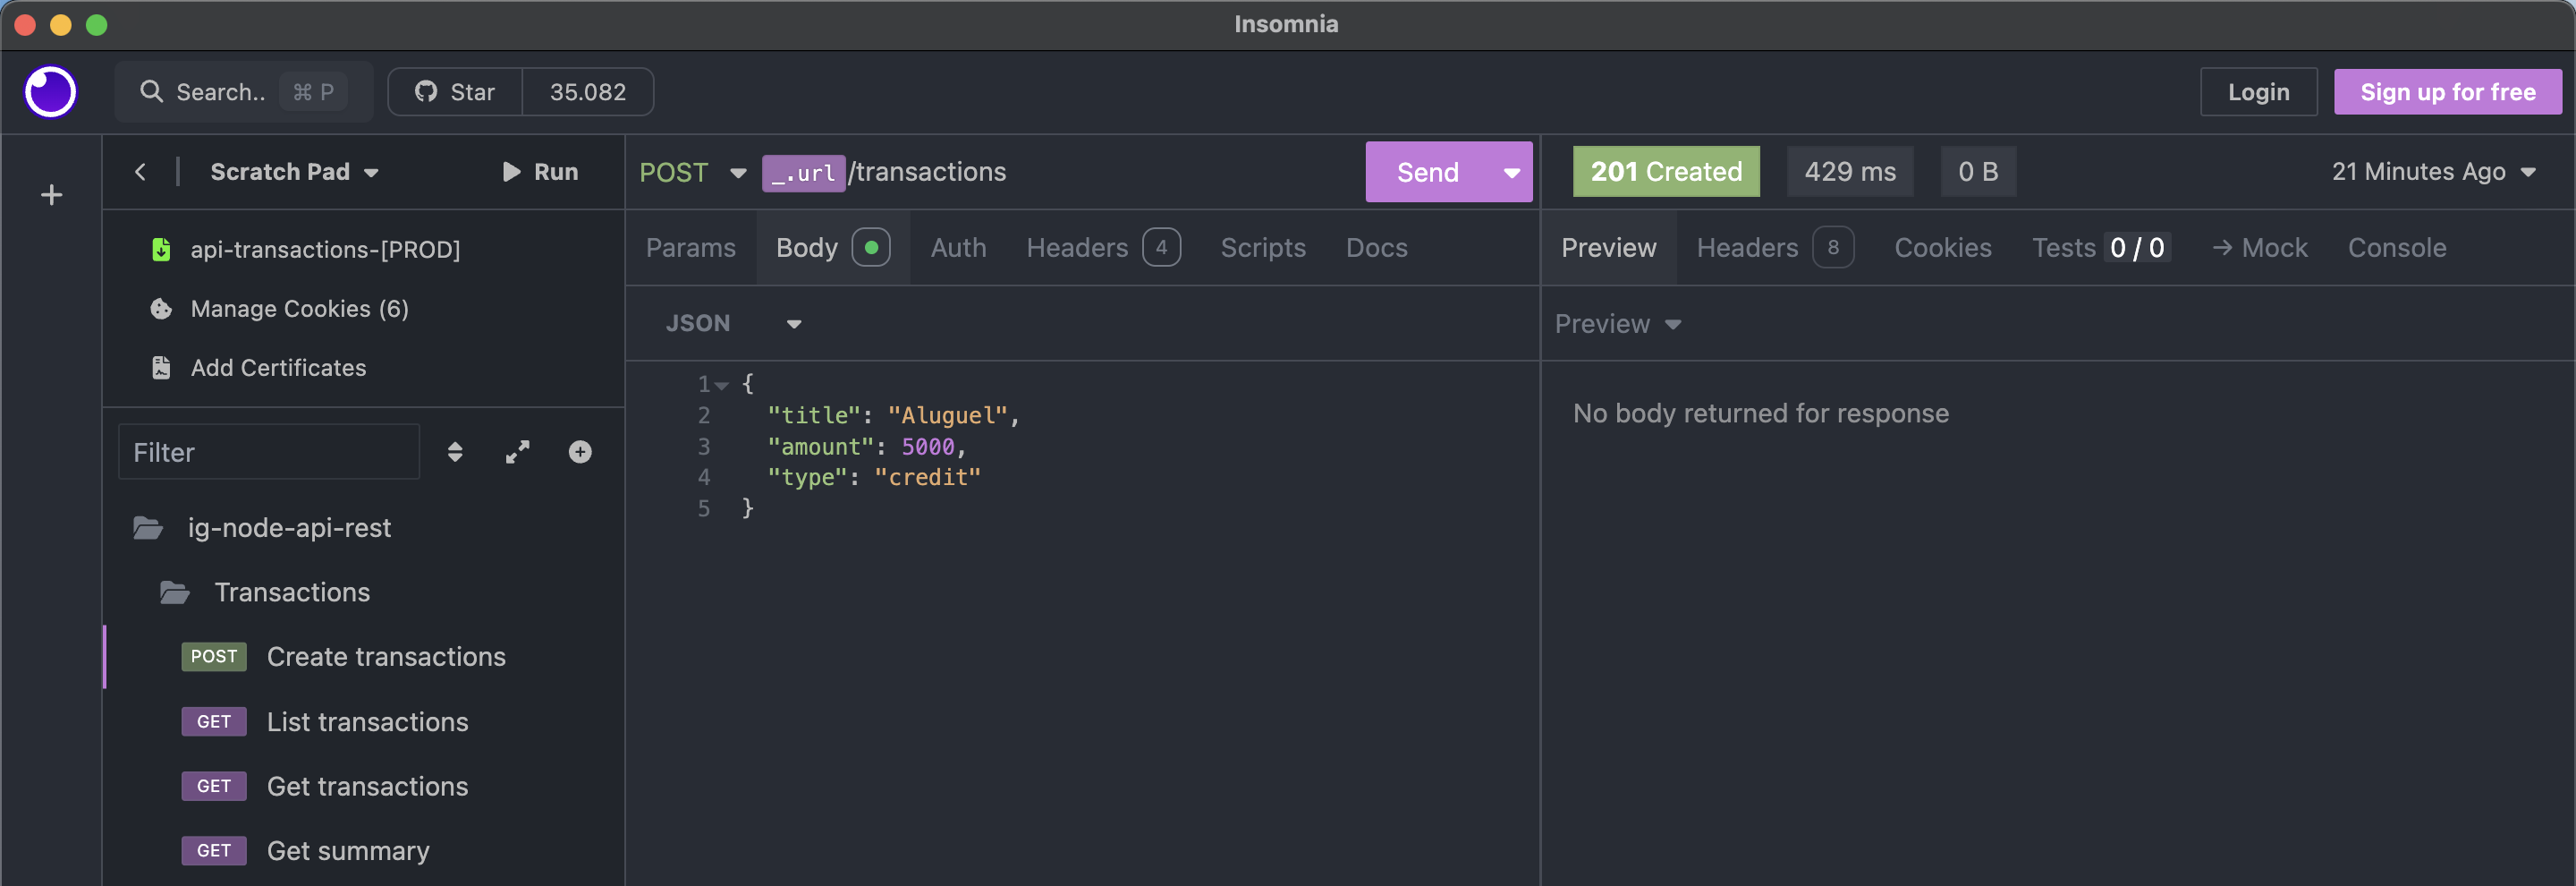 Insomnia
Search.. ⌘ P Star 35.082 Login Sign up for free
Scratch Pad Run
api-transactions-[PROD]
Manage Cookies (6)
Add Certificates
Filter
ig-node-api-rest
Transactions
POST Create transactions
GET List transactions
GET Get transactions
GET Get summary
POST _.url/transactions Send
Params Body Auth Headers 4 Scripts Docs
JSON
1 {
2 "title": "Aluguel",
3 "amount": 5000,
4 "type": "credit"
5 }
201 Created 429 ms 0 B 21 Minutes Ago
Preview Headers 8 Cookies Tests 0 / 0 → Mock Console
Preview
No body returned for response